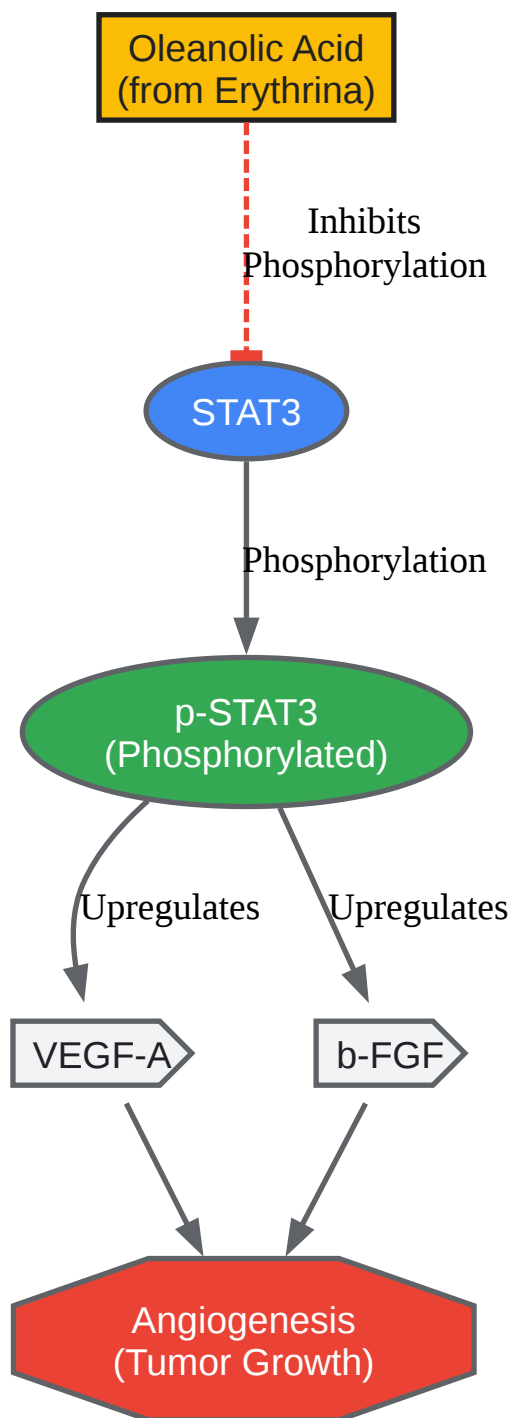 Oleanolic Acid
(from Erythrina)
Inhibits
Phosphorylation
STAT3
Phosphorylation
p-STAT3
(Phosphorylated)
Upregulates
Upregulates
VEGF-A
b-FGF
Angiogenesis
(Tumor Growth)